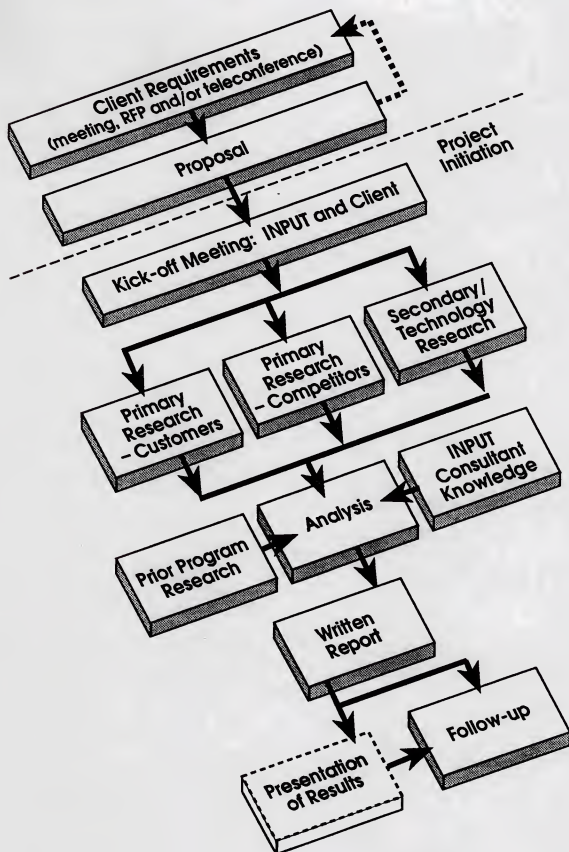 Client Requirements
(meeting, RFP and/or teleconference)
Proposal
Project
Initiation
Kick-off Meeting: INPUT and Client
Secondary/
Technology
Research
Primary
Research
– Competitors
Primary
Research
– Customers
INPUT
Consultant
Knowledge
Analysis
Prior Program
Research
Written
Report
Follow-up
Presentation
of Results